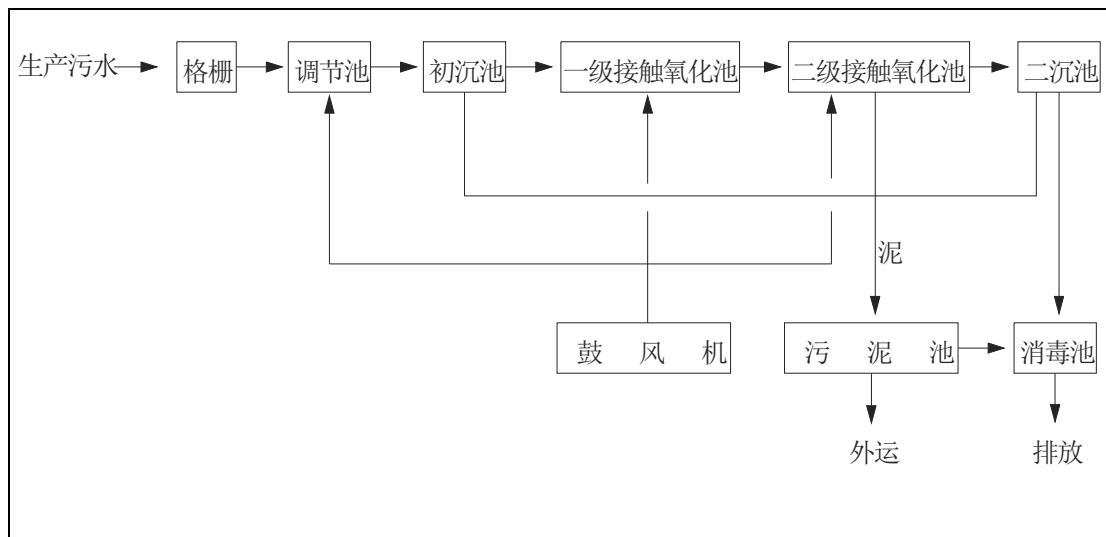 生产污水
格栅
调节池
初沉池
一级接触氧化池
二级接触氧化池
二沉池
泥
鼓风机
污泥池
消毒池
外运
排放